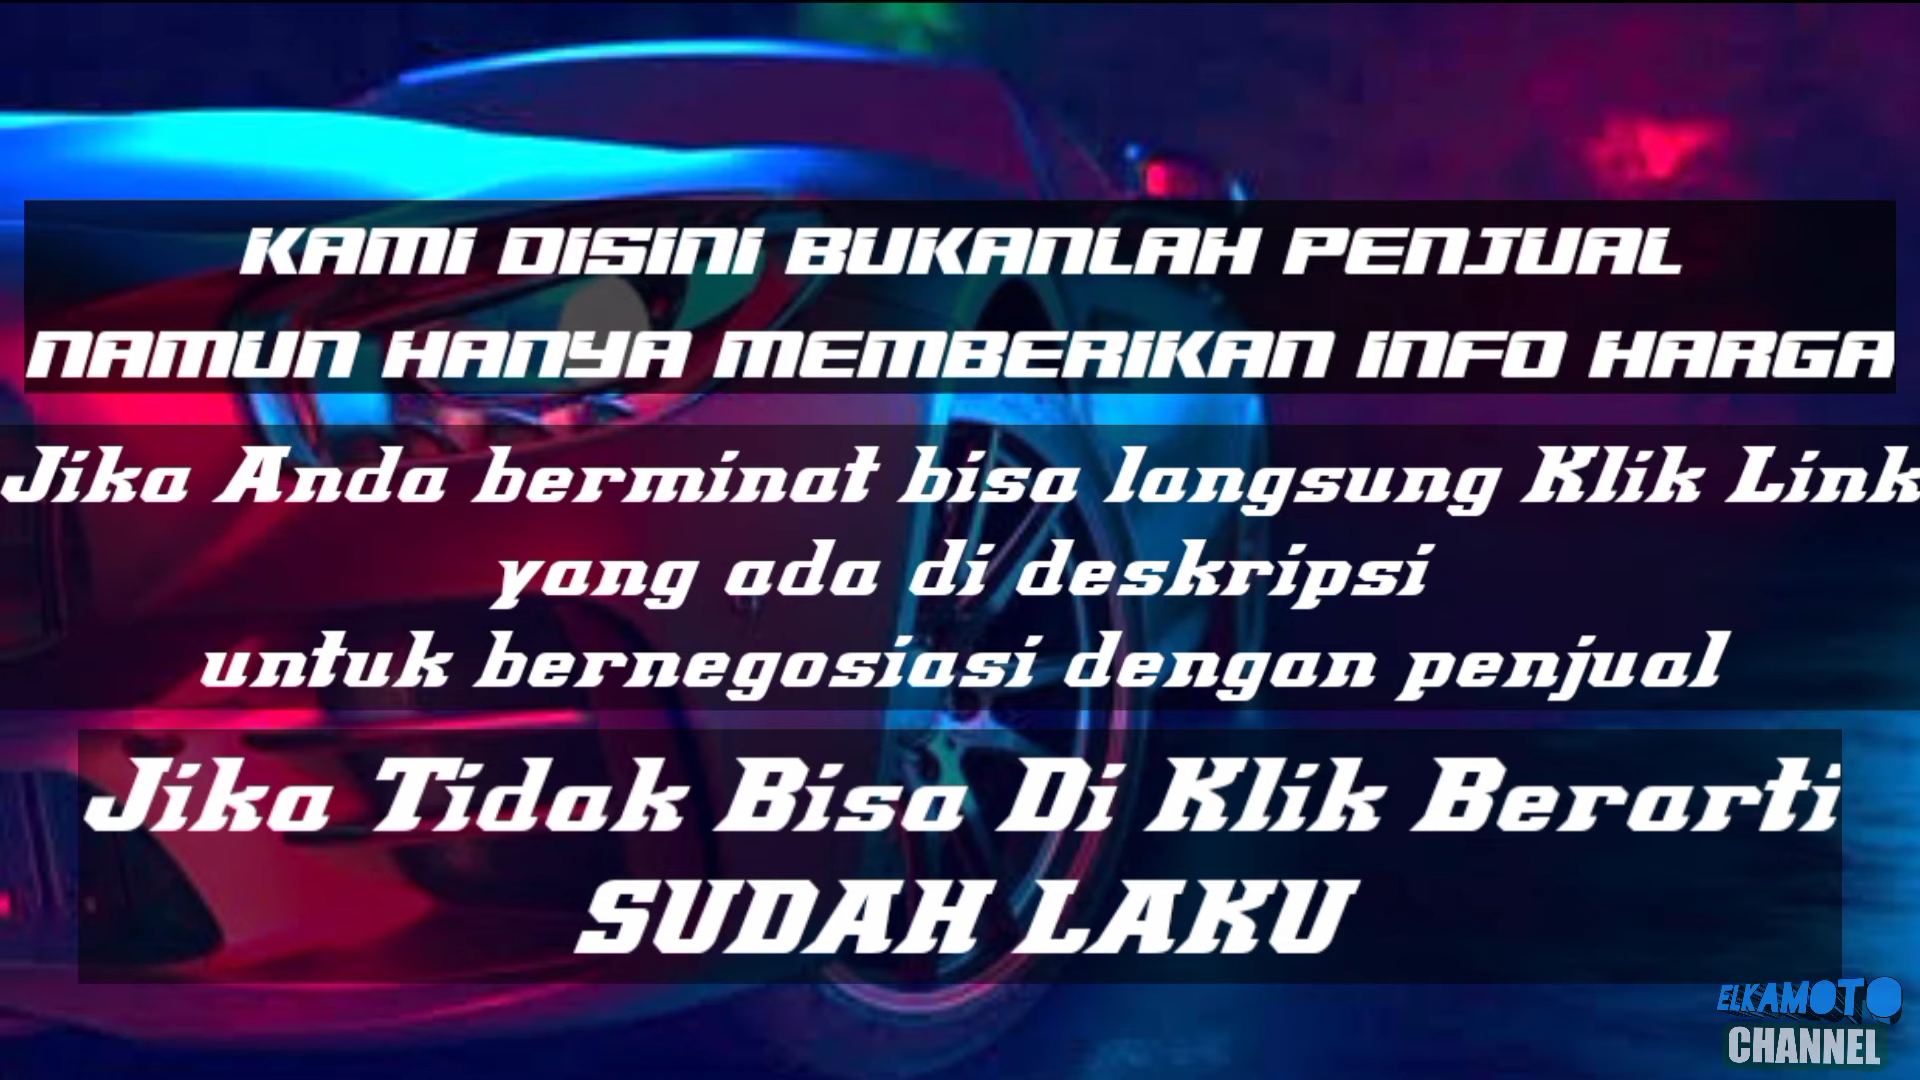 KAMI DISINI BUKANLAH PENJUAL
NAMUN HANYA MEMBERIKAN INFO HARGA
Jika Anda berminat bisa langsung Klik Link
yang ada di deskripsi
untuk bernegosiasi dengan penjual
Jika Tidak Bisa Di Klik Berarti
SUDAH LAKU
ELKAMOTO
CHANNEL